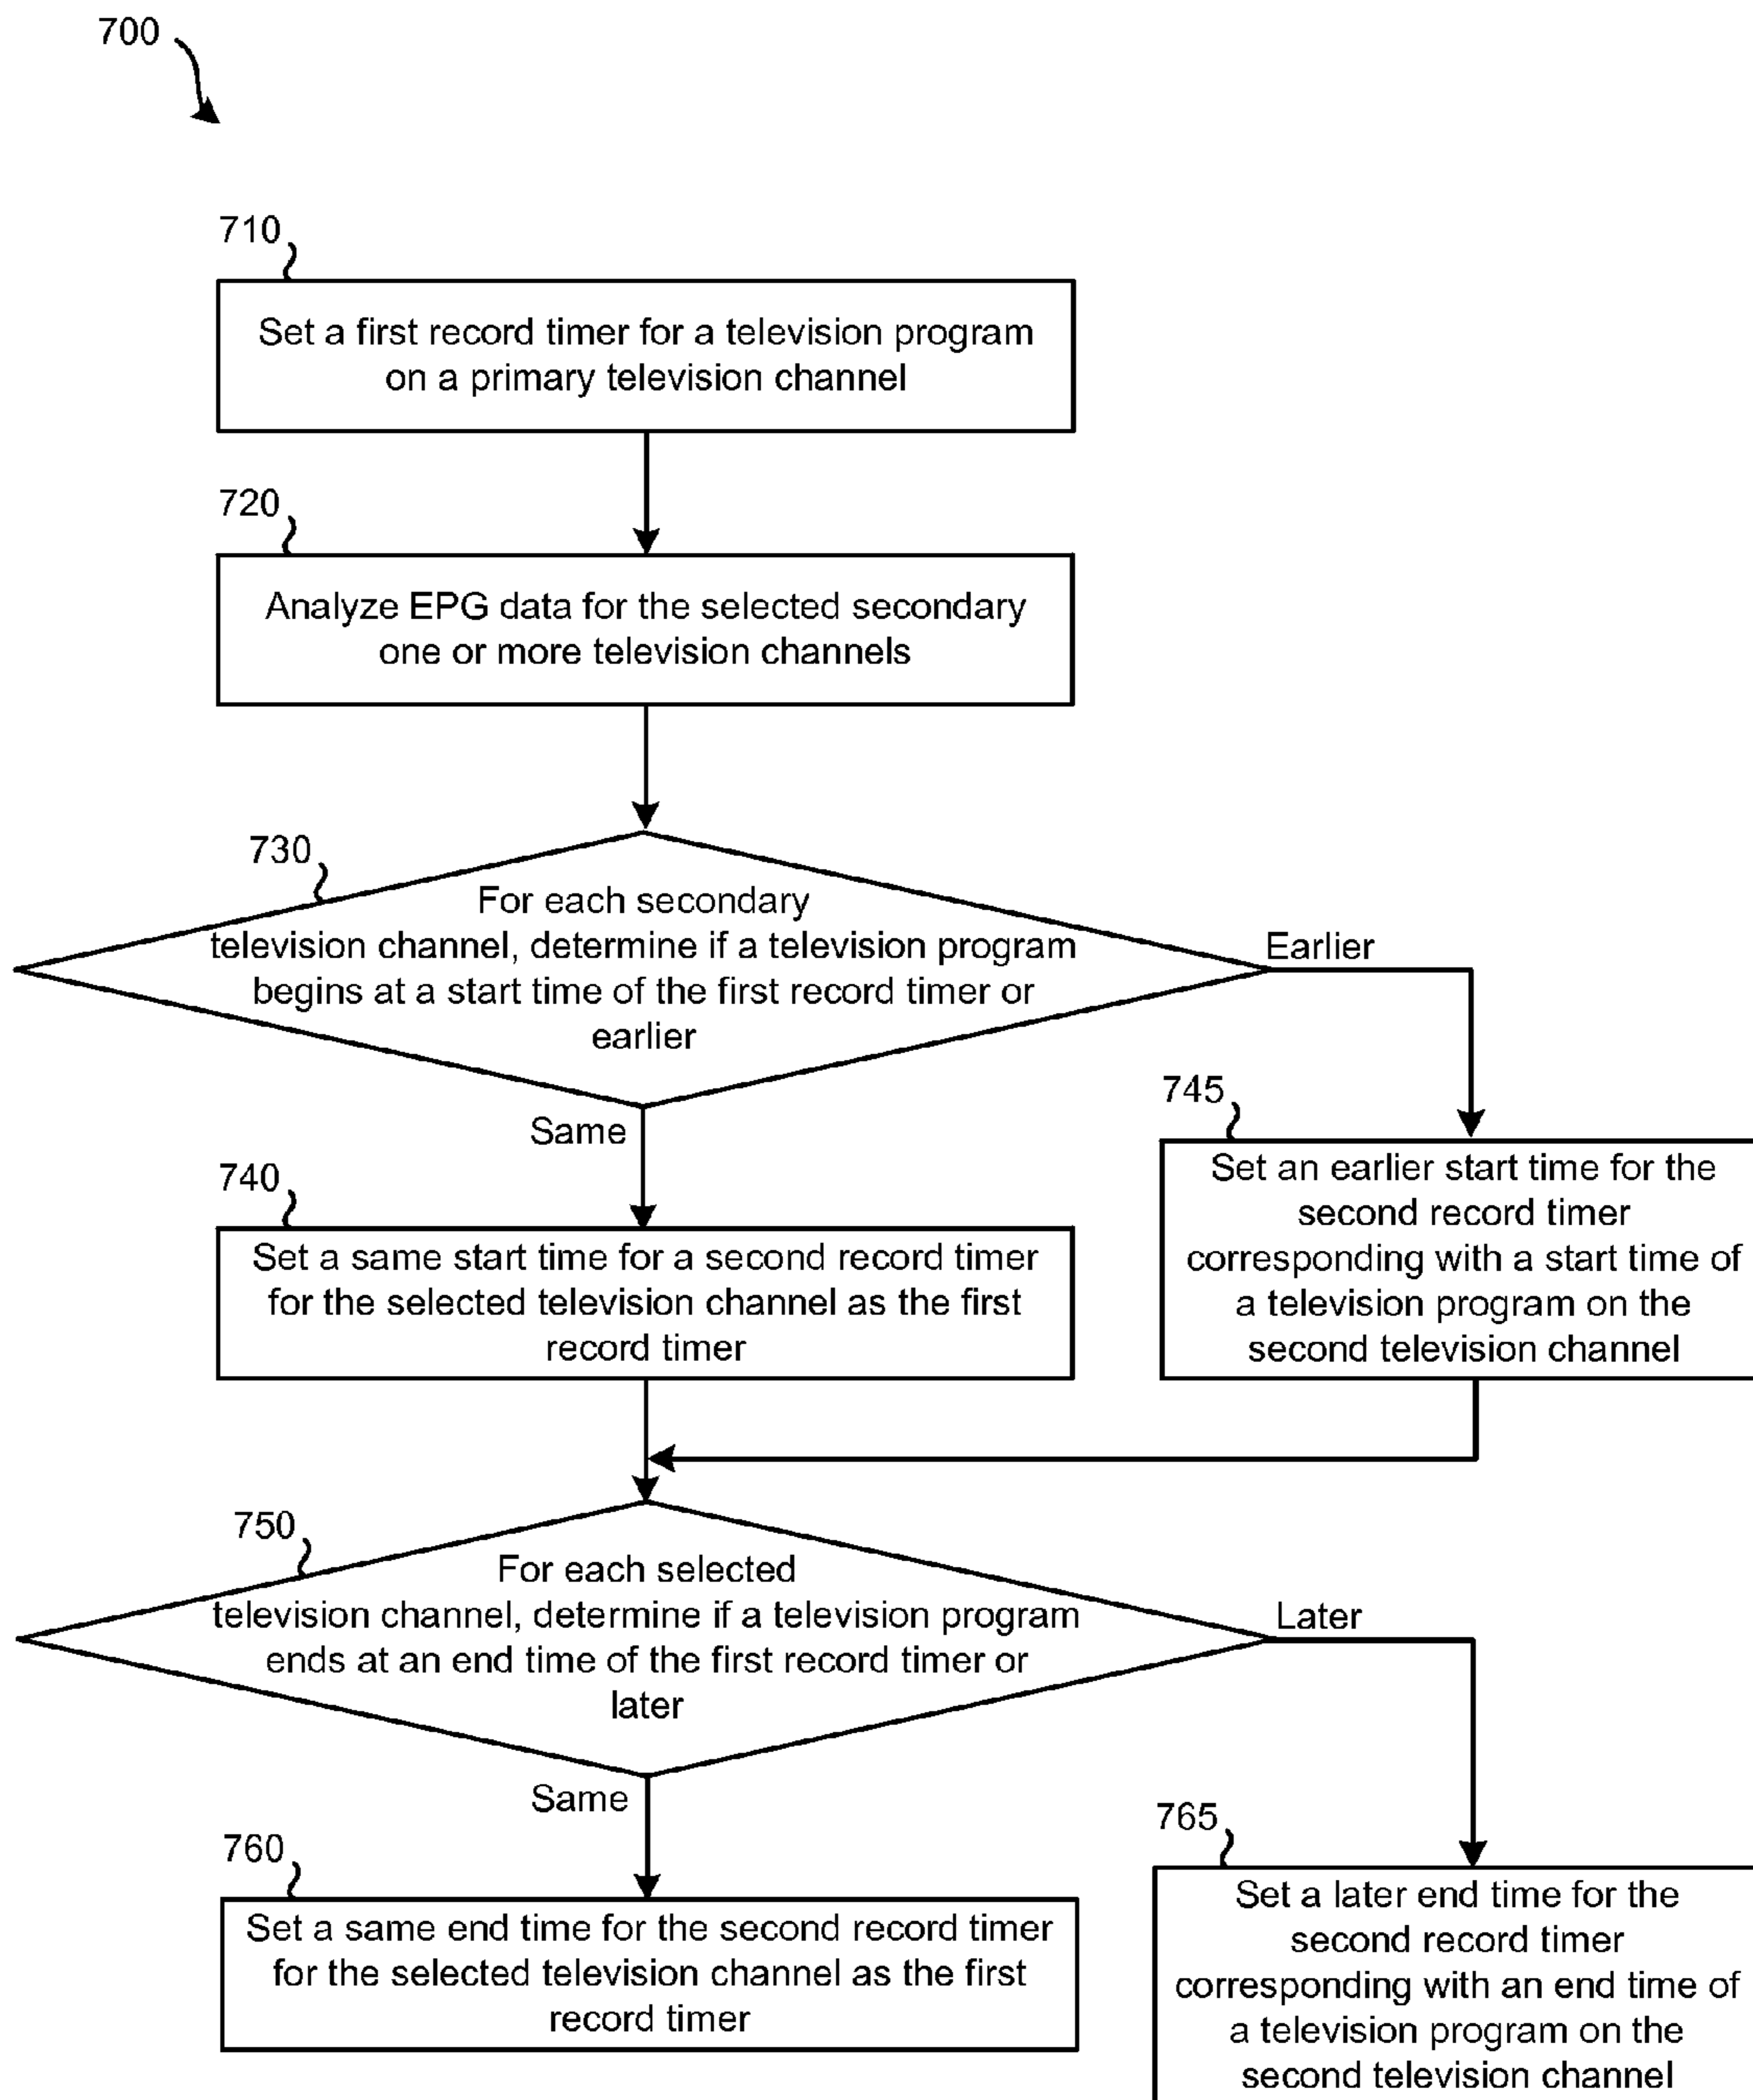 700
710
Set a first record timer for a television program
on a primary television channel
720
Analyze EPG data for the selected secondary
one or more television channels
730
For each secondary
television channel, determine if a television program
begins at a start time of the first record timer or
earlier
Earlier
Same
745
Set an earlier start time for the
second record timer
corresponding with a start time of
a television program on the
second television channel
740
Set a same start time for a second record timer
for the selected television channel as the first
record timer
750
For each selected
television channel, determine if a television program
ends at an end time of the first record timer or
later
Later
Same
765
Set a later end time for the
second record timer
corresponding with an end time of
a television program on the
second television channel
760
Set a same end time for the second record timer
for the selected television channel as the first
record timer